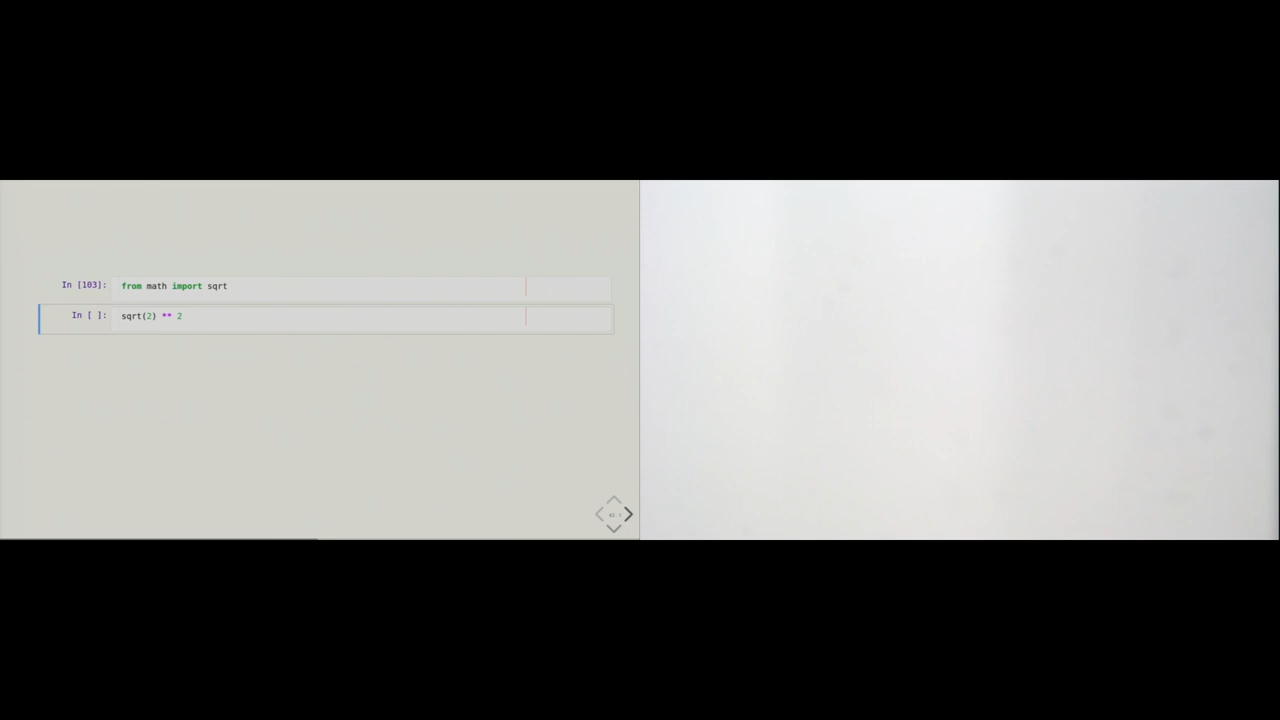 In [103]: from math import sqrt
In [ ]: sqrt(2) ** 2